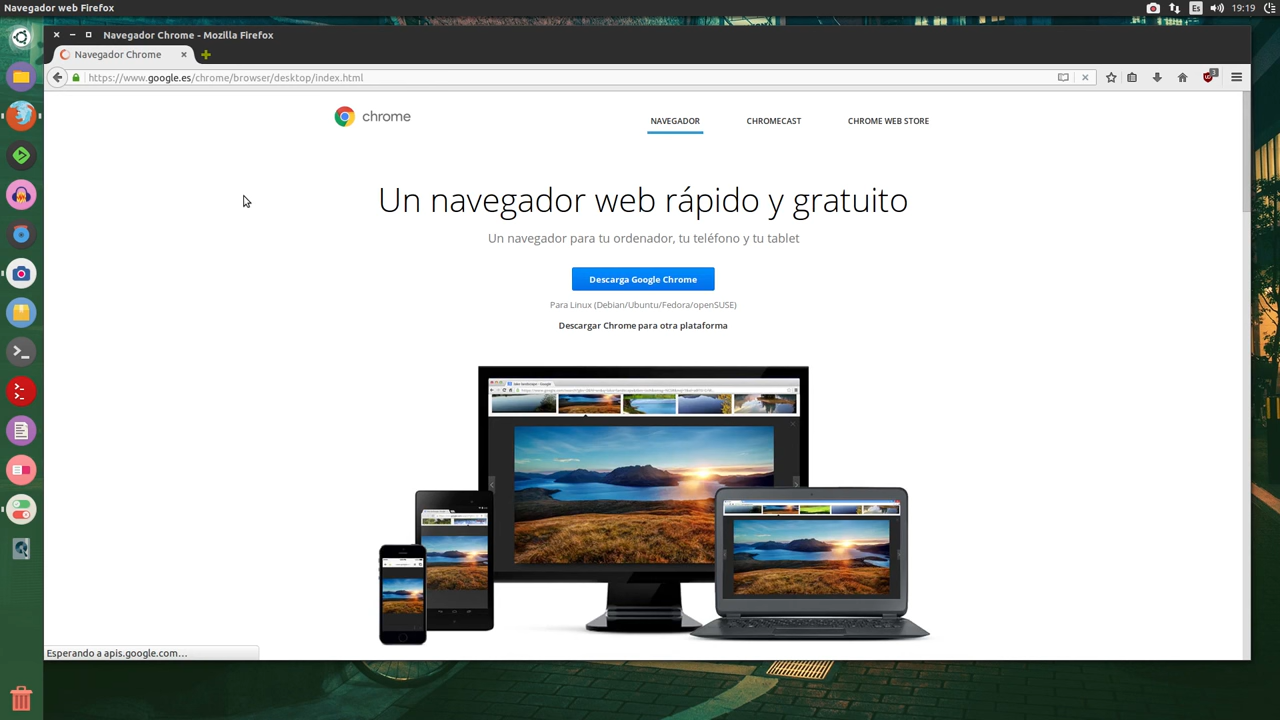 Navegador web Firefox
Es
19:19
Navegador Chrome - Mozilla Firefox
Navegador Chrome
https://www.google.es/chrome/browser/desktop/index.html
3
chrome
NAVEGADOR
CHROMECAST
CHROME WEB STORE
Un navegador web rápido y gratuito
Un navegador para tu ordenador, tu teléfono y tu tablet
Descarga Google Chrome
Para Linux (Debian/Ubuntu/Fedora/openSUSE)
Descargar Chrome para otra plataforma
Esperando a apis.google.com...